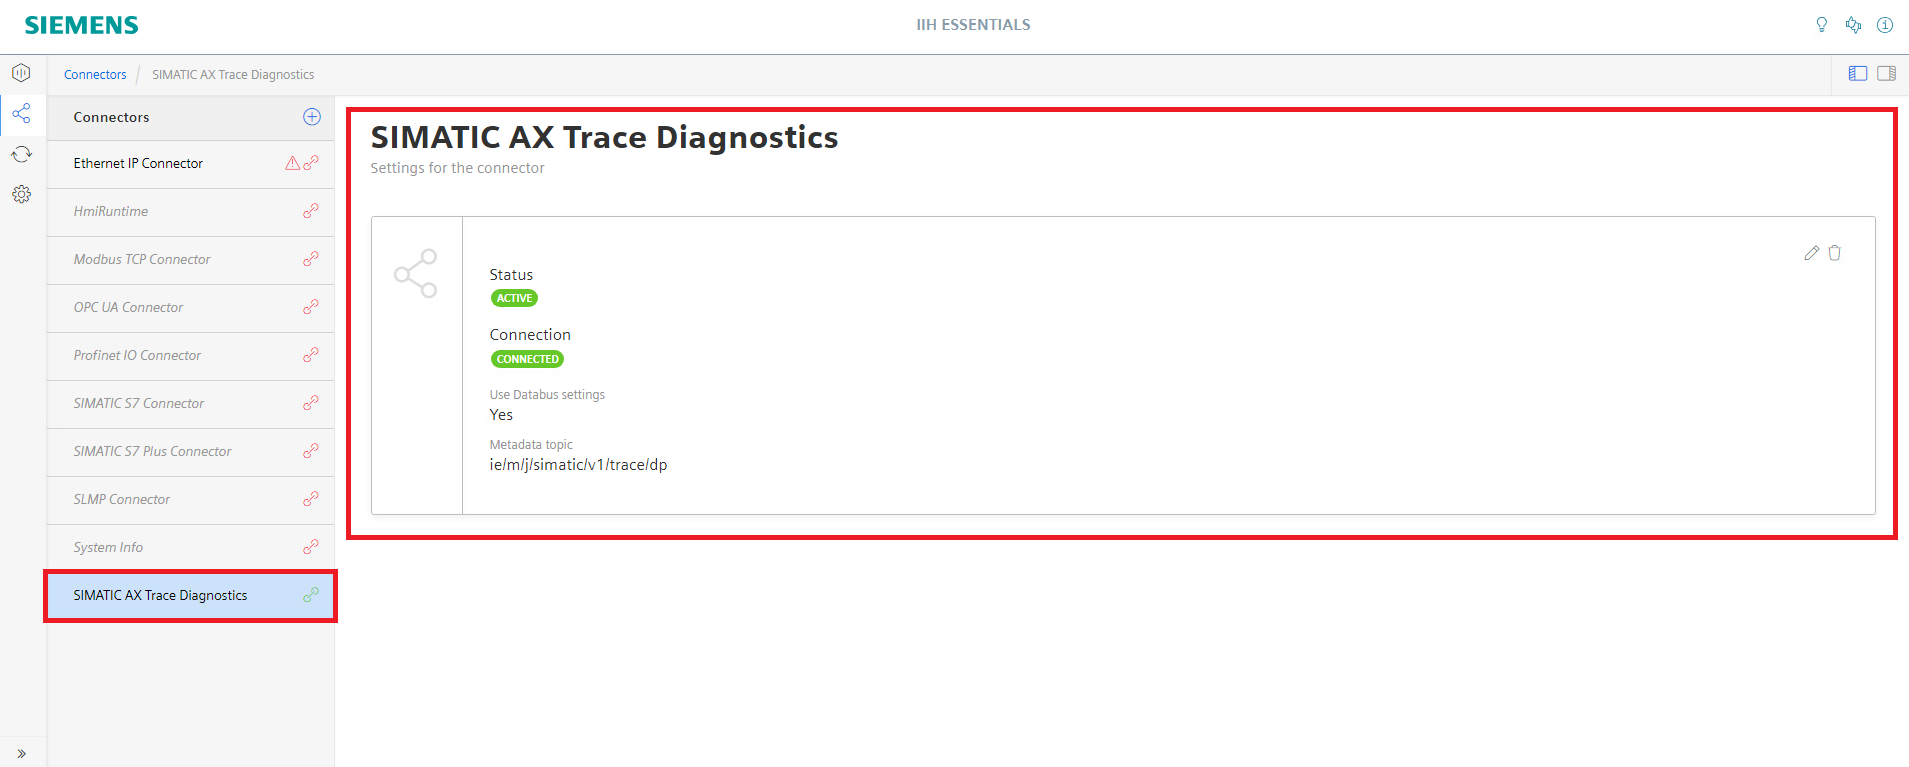 SIEMENS
IIH ESSENTIALS
Connectors / SIMATIC AX Trace Diagnostics
Connectors
Ethernet IP Connector
HmiRuntime
Modbus TCP Connector
OPC UA Connector
Profinet IO Connector
SIMATIC S7 Connector
SIMATIC S7 Plus Connector
SLMP Connector
System Info
SIMATIC AX Trace Diagnostics
SIMATIC AX Trace Diagnostics
Settings for the connector
Status
ACTIVE
Connection
CONNECTED
Use Databus settings
Yes
Metadata topic
ie/m/j/simatic/v1/trace/dp